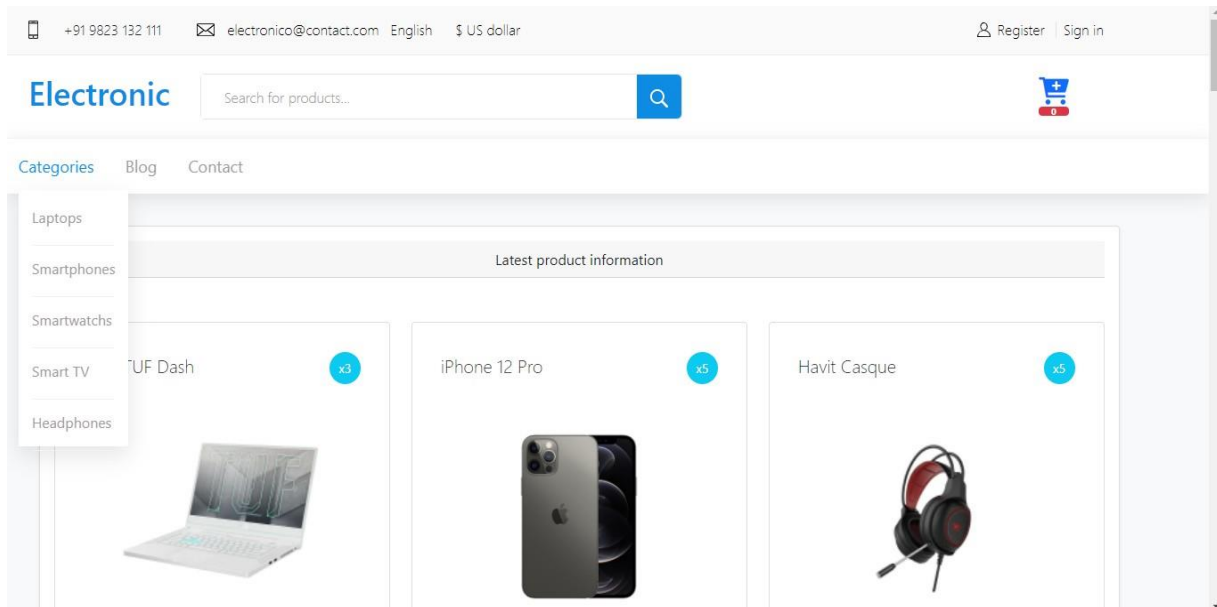 +91 9823 132 111 electronico@contact.com English $ US dollar Register Sign in
Electronic Search for products...
0
Categories Blog Contact
Laptops
Latest product information
Smartphones
Smartwatchs
Smart TV
TUF Dash x3 iPhone 12 Pro x5 Havit Casque x5
Headphones
TUF